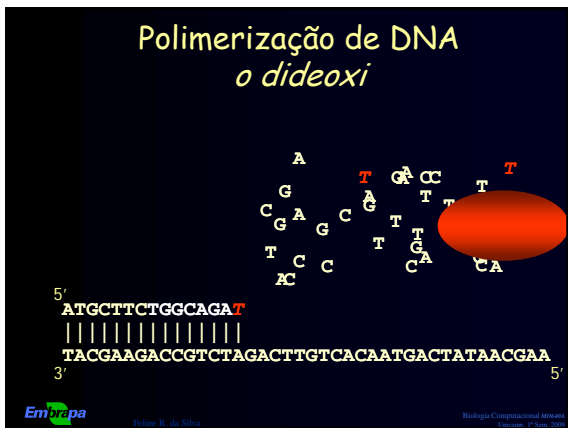 Polimerização de DNA
o dideoxi
A
T G A C C T
G A T T
C A C G T
G G T T
T C C T G
A C C A C A
5′
ATGCTTCTGGCAGAT
|||||||||||||||
TACGAAGACCGTCTAGACTTGTCACAATGACTATAACGAA
3′ 5′
Embrapa
Felipe R. da Silva
Biologia Computacional
Unicamp, 1º Sem. 2009